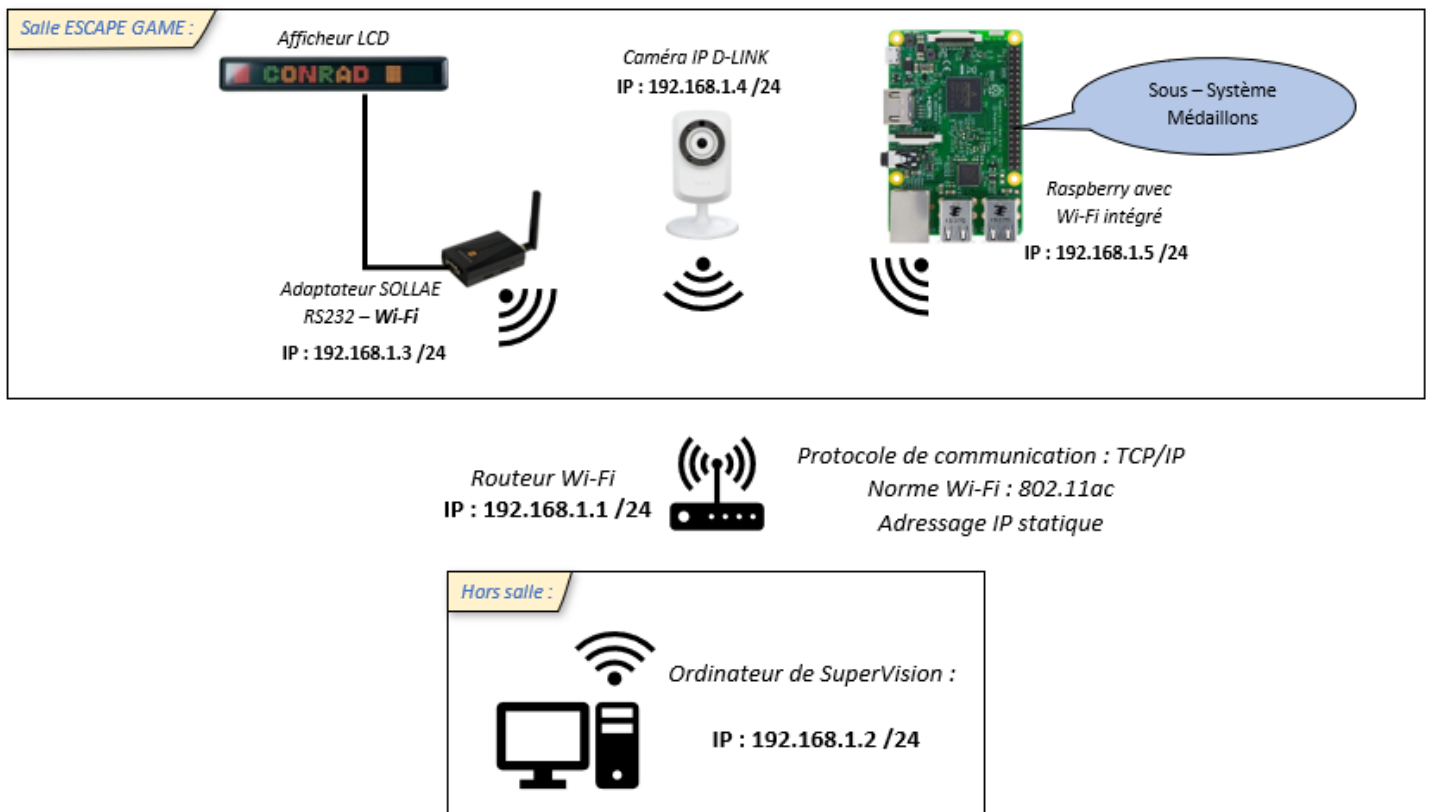 Salle ESCAPE GAME :
Afficheur LCD
CONRAD
Caméra IP D-LINK
IP : 192.168.1.4 /24
Sous – Système
Médaillons
Raspberry avec
Wi-Fi intégré
IP : 192.168.1.5 /24
Adaptateur SOLLAE
RS232 – Wi-Fi
IP : 192.168.1.3 /24
Routeur Wi-Fi
IP : 192.168.1.1 /24
Protocole de communication : TCP/IP
Norme Wi-Fi : 802.11ac
Adressage IP statique
Hors salle :
Ordinateur de SuperVision :
IP : 192.168.1.2 /24